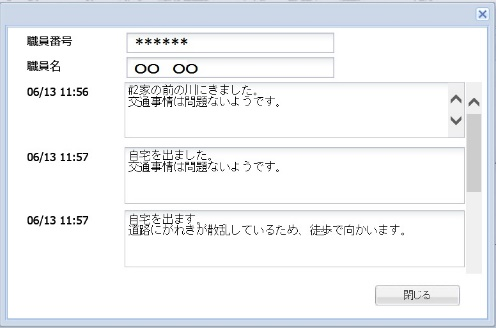 職員番号
******
職員名
○○ ○○
06/13 11:56
#2家の前の川にきました。
交通事情は問題ないようです。
06/13 11:57
自宅を出ました。
交通事情は問題ないようです。
06/13 11:57
自宅を出ます。
道路にがれきが散乱しているため、徒歩で向かいます。
閉じる